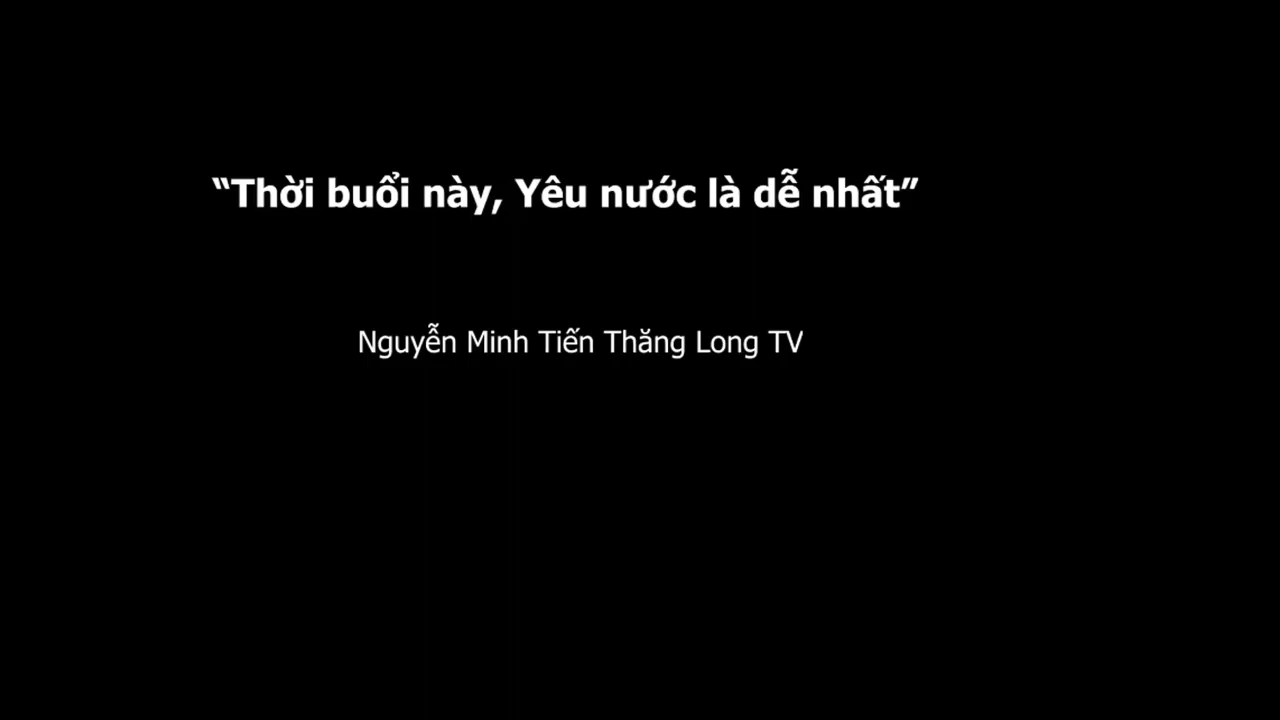 “Thời buổi này, Yêu nước là dễ nhất”
Nguyễn Minh Tiến Thăng Long TV